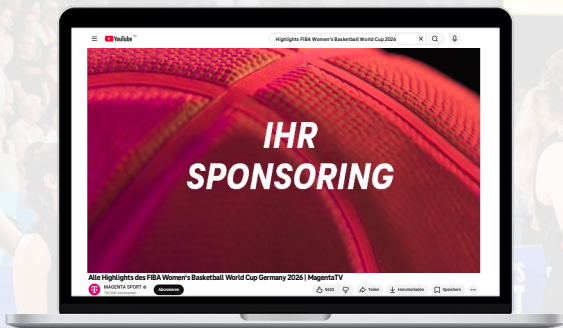 YouTube
Highlights FIBA Women's Basketball World Cup 2026
IHR
SPONSORING
Alle Highlights des FIBA Women's Basketball World Cup Germany 2026 | MagentaTV
MAGENTA SPORT
Abonnieren
9602
Teilen
Herunterladen
Speichern